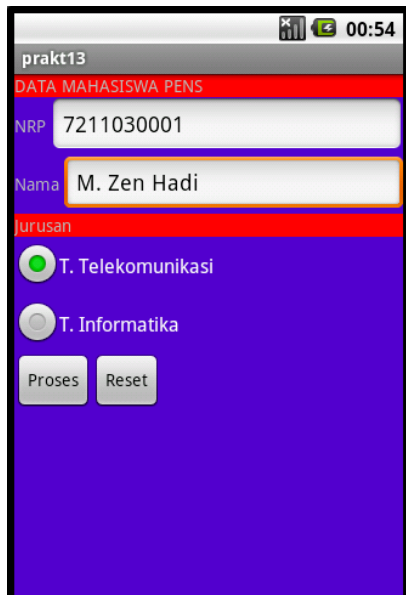 00:54
prakt13
DATA MAHASISWA PENS
NRP 7211030001
Nama M. Zen Hadi
Jurusan
T. Telekomunikasi
T. Informatika
Proses Reset